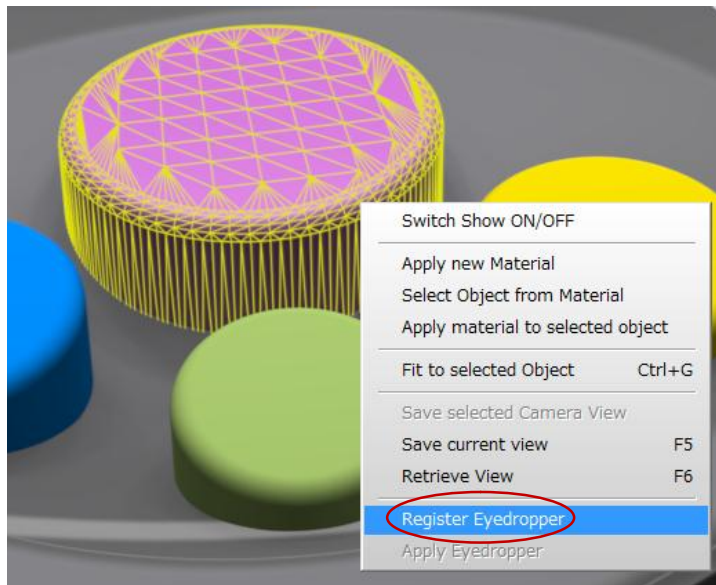 Switch Show ON/OFF
Apply new Material
Select Object from Material
Apply material to selected object
Fit to selected Object Ctrl+G
Save selected Camera View
Save current view F5
Retrieve View F6
Register Eyedropper
Apply Eyedropper